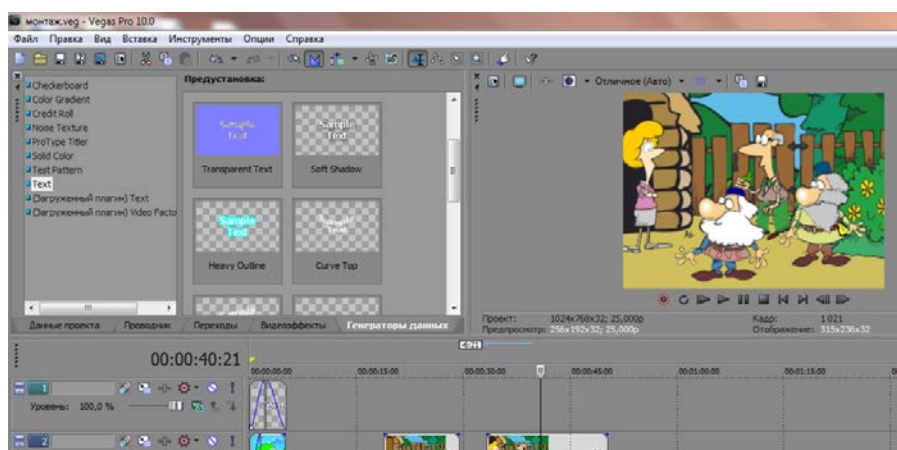 монтаж.veg - Vegas Pro 10.0
Файл Правка Вид Вставка Инструменты Опции Справка
Checkerboard
Color Gradient
Credit Roll
Noise Texture
ProType Titler
Solid Color
Test Pattern
Text
(Загруженный плагин) Text
(Загруженный плагин) Video Facto
Предустановка:
Sample Text
Sample Text
Transparent Text
Soft Shadow
Sample Text
Sample Text
Heavy Outline
Curve Top
Отличное (Авто)
Данные проекта Проводник Переходы Видеоэффекты Генераторы данных
Проект: 1024x768x32; 25,000p
Кадр: 1 021
Предпросмотр: 256x192x32; 25,000p
Отображение: 315x236x32
00:00:40:21
00:00:00:00 00:00:15:00 00:00:30:00 00:00:45:00 00:01:00:00 00:01:15:00
1
Уровень: 100,0 %
2